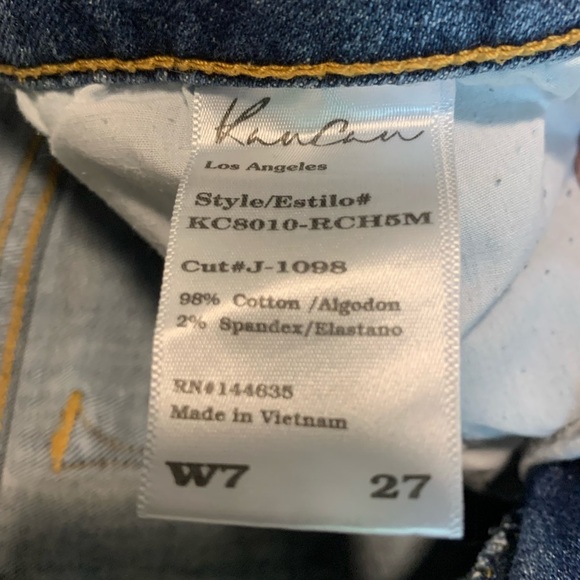 KanCan
Los Angeles
Style/Estilo#
KC8010-RCH5M
Cut#J-1098
98% Cotton /Algodon
2% Spandex/Elastano
RN#144635
Made in Vietnam
W7 27